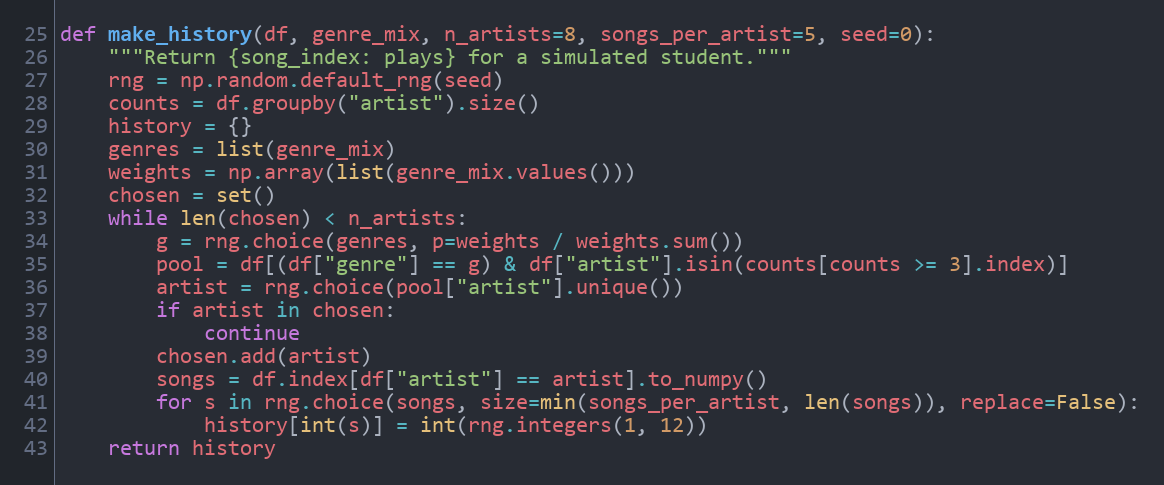 25 def make_history(df, genre_mix, n_artists=8, songs_per_artist=5, seed=0):
26     """Return {song_index: plays} for a simulated student."""
27     rng = np.random.default_rng(seed)
28     counts = df.groupby("artist").size()
29     history = {}
30     genres = list(genre_mix)
31     weights = np.array(list(genre_mix.values()))
32     chosen = set()
33     while len(chosen) < n_artists:
34         g = rng.choice(genres, p=weights / weights.sum())
35         pool = df[(df["genre"] == g) & df["artist"].isin(counts[counts >= 3].index)]
36         artist = rng.choice(pool["artist"].unique())
37         if artist in chosen:
38             continue
39         chosen.add(artist)
40         songs = df.index[df["artist"] == artist].to_numpy()
41         for s in rng.choice(songs, size=min(songs_per_artist, len(songs)), replace=False):
42             history[int(s)] = int(rng.integers(1, 12))
43     return history